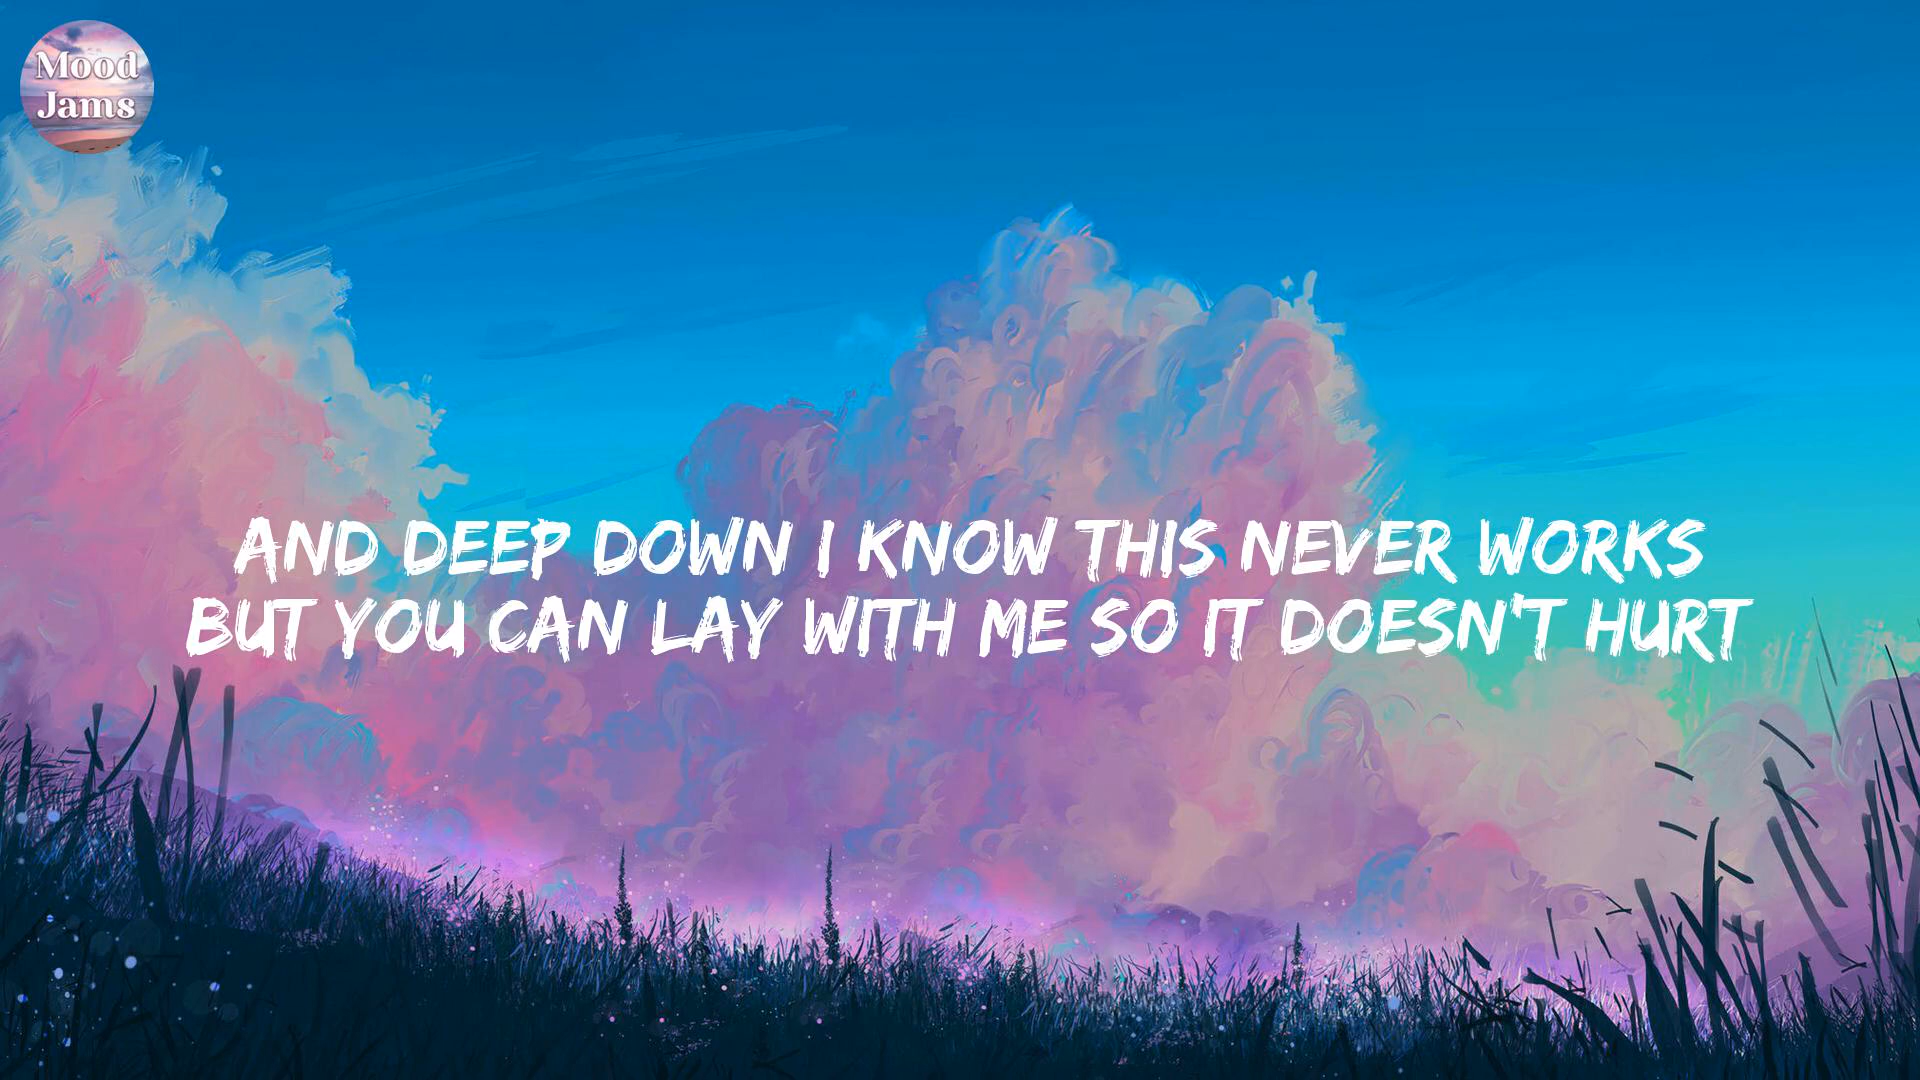 Mood
Jams
AND DEEP DOWN I KNOW THIS NEVER WORKS
BUT YOU CAN LAY WITH ME SO IT DOESN'T HURT